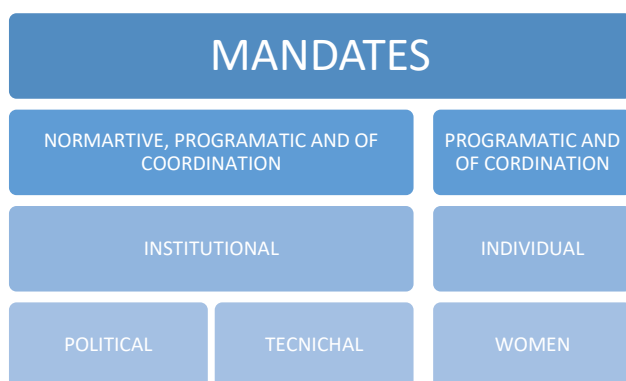 MANDATES
NORMARTIVE, PROGRAMATIC AND OF
COORDINATION
PROGRAMATIC AND
OF CORDINATION
INSTITUTIONAL
INDIVIDUAL
POLITICAL
TECNICHAL
WOMEN